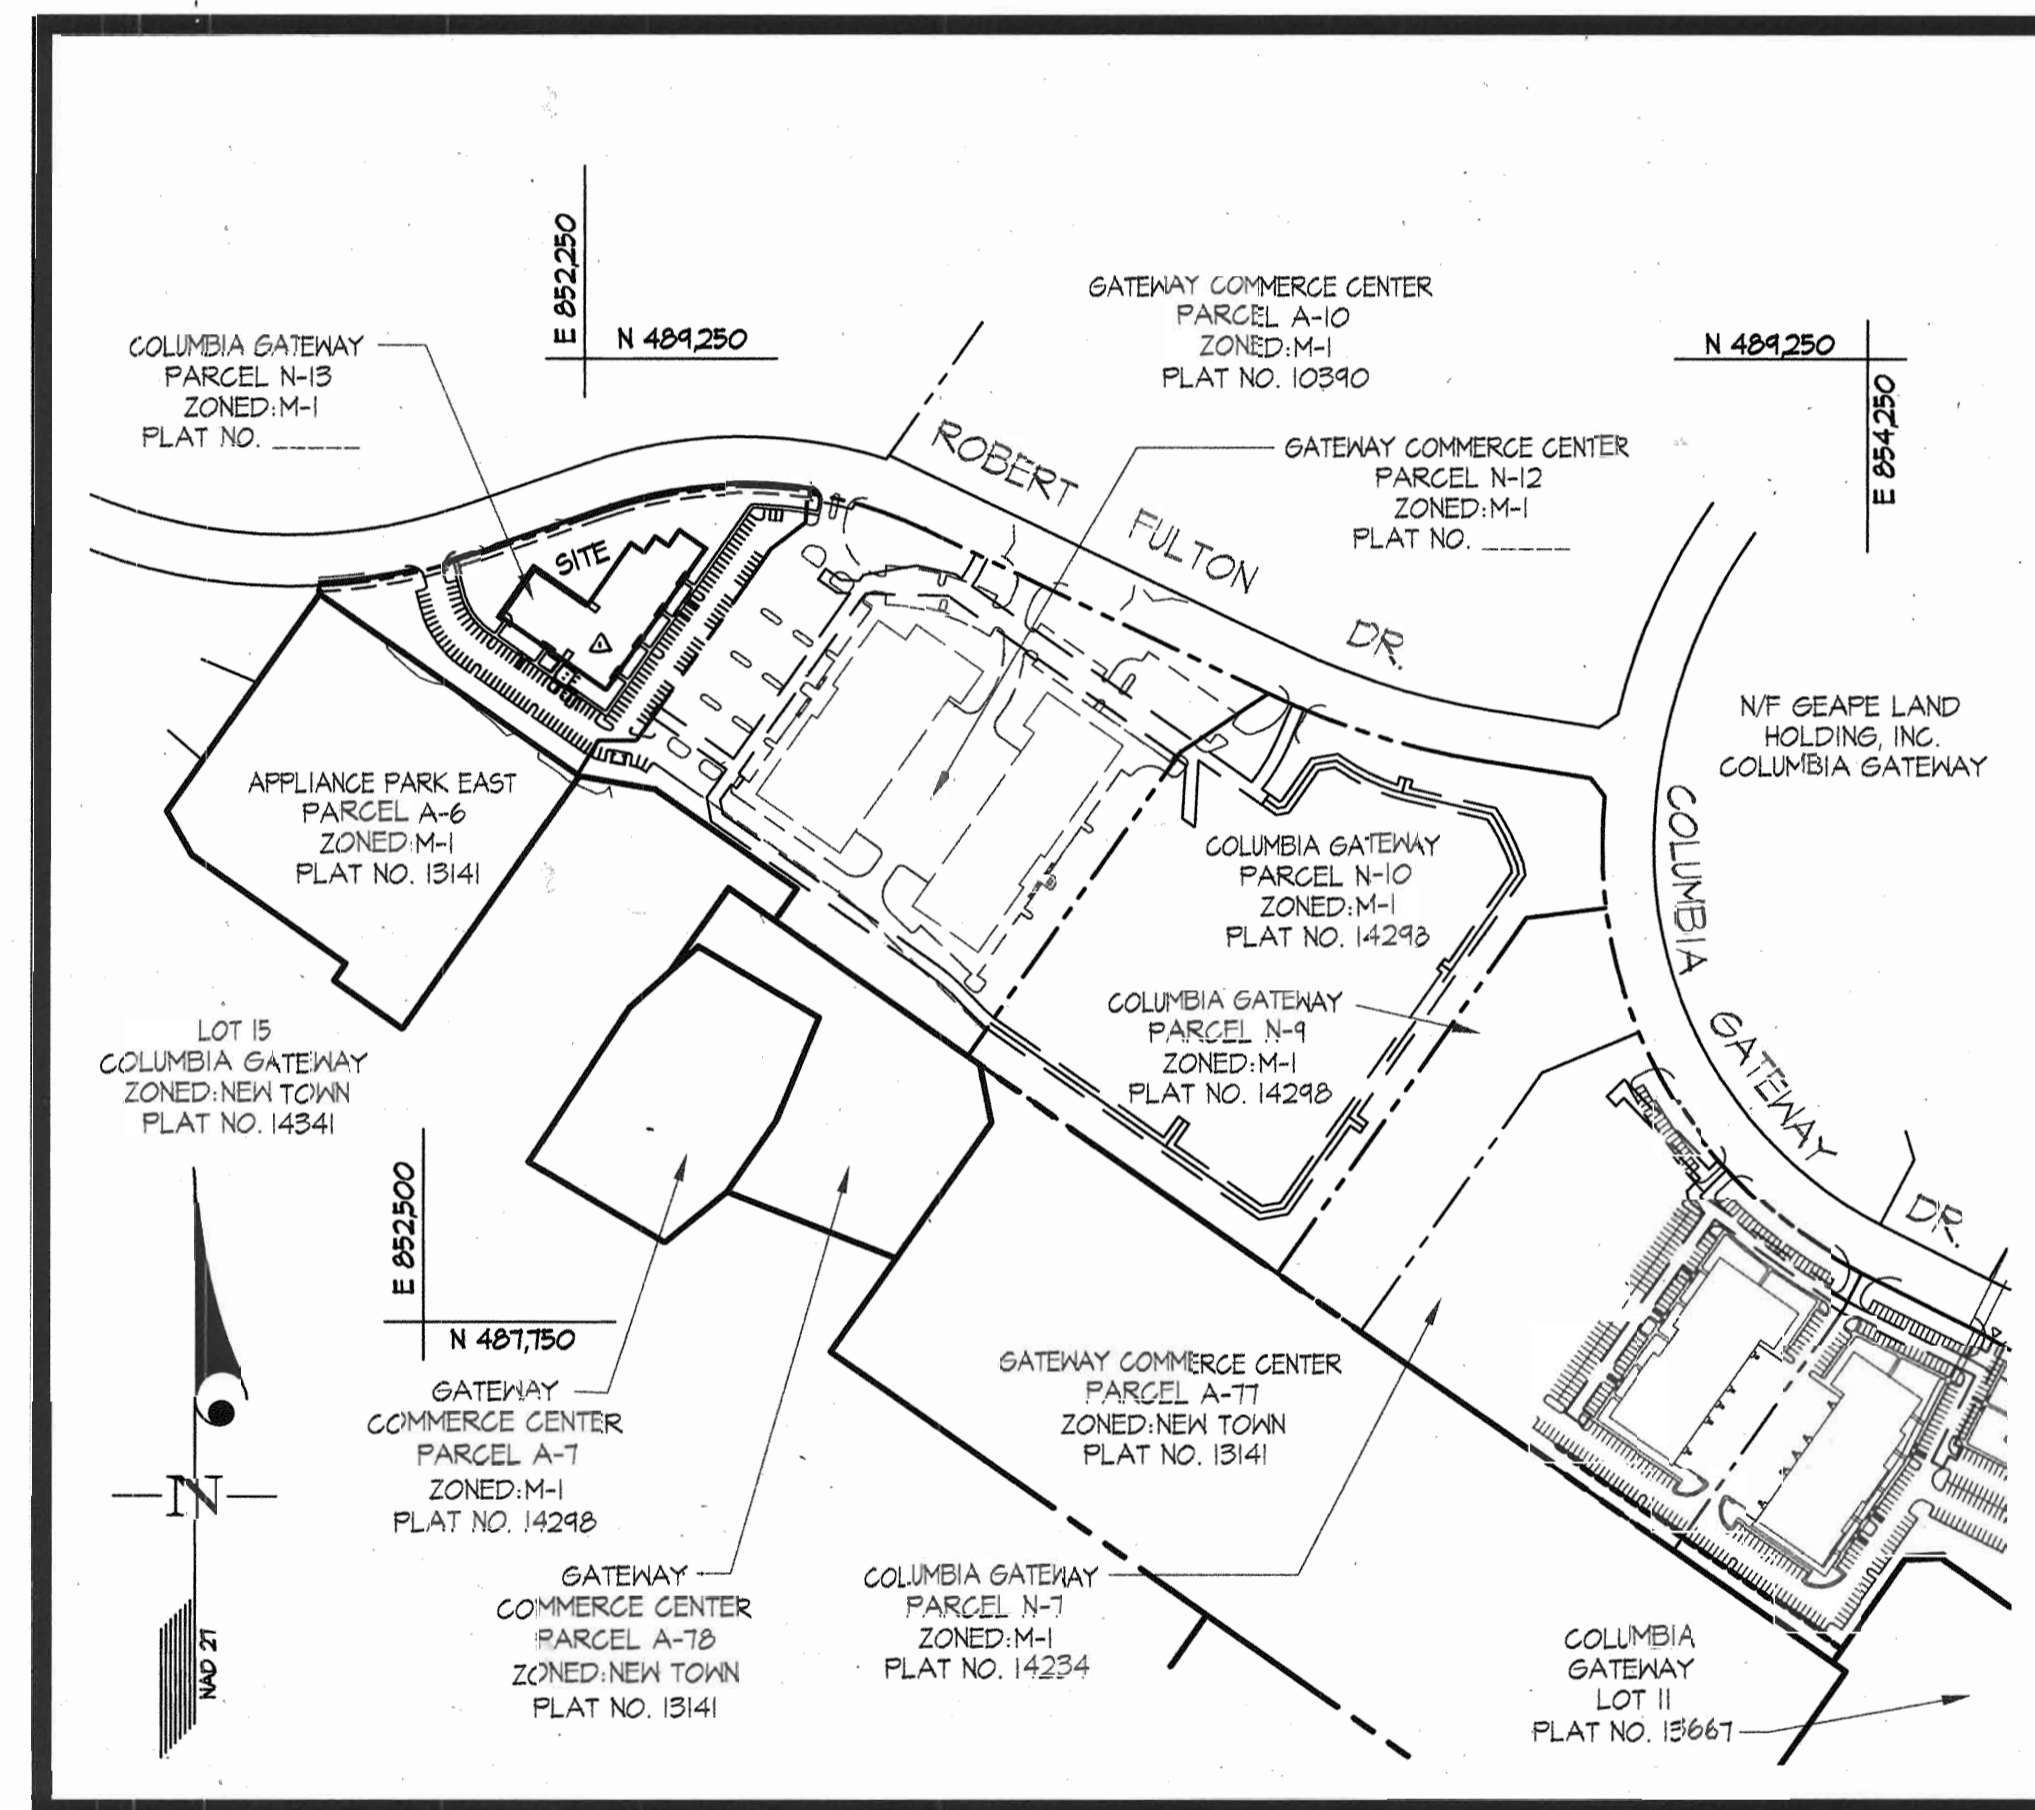 E 852,250
N 489,250
GATEWAY COMMERCE CENTER
PARCEL A-10
ZONED:M-1
PLAT NO. 10390
N 489,250
E 854,250
COLUMBIA GATEWAY
PARCEL N-13
ZONED:M-1
PLAT NO. ______
ROBERT FULTON DR.
GATEWAY COMMERCE CENTER
PARCEL N-12
ZONED:M-1
PLAT NO. ______
SITE
1
N/F GEAPE LAND
HOLDING, INC.
COLUMBIA GATEWAY
COLUMBIA GATEWAY DR.
APPLIANCE PARK EAST
PARCEL A-6
ZONED:M-1
PLAT NO. 13141
COLUMBIA GATEWAY
PARCEL N-10
ZONED:M-1
PLAT NO. 14298
COLUMBIA GATEWAY
PARCEL N-9
ZONED:M-1
PLAT NO. 14298
LOT 15
COLUMBIA GATEWAY
ZONED:NEW TOWN
PLAT NO. 14341
E 852,500
N 487,750
GATEWAY
COMMERCE CENTER
PARCEL A-7
ZONED:M-1
PLAT NO. 14298
GATEWAY COMMERCE CENTER
PARCEL A-77
ZONED:NEW TOWN
PLAT NO. 13141
N
NAD 27
GATEWAY
COMMERCE CENTER
PARCEL A-78
ZONED:NEW TOWN
PLAT NO. 13141
COLUMBIA GATEWAY
PARCEL N-7
ZONED:M-1
PLAT NO. 14234
COLUMBIA
GATEWAY
LOT 11
PLAT NO. 13667